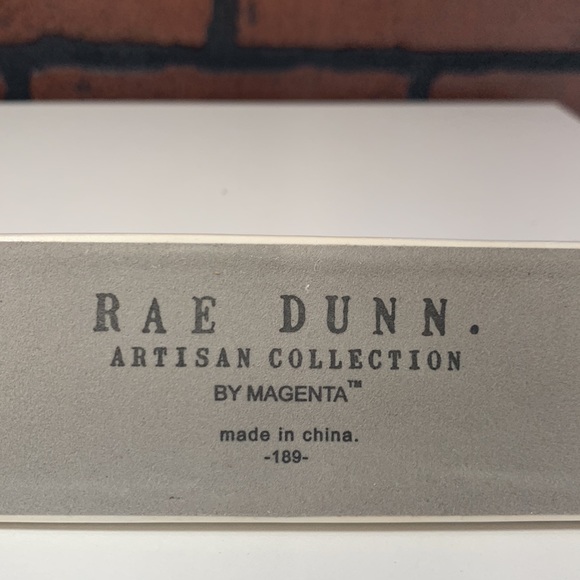 RAE DUNN.
ARTISAN COLLECTION
BY MAGENTA™
made in china.
-189-